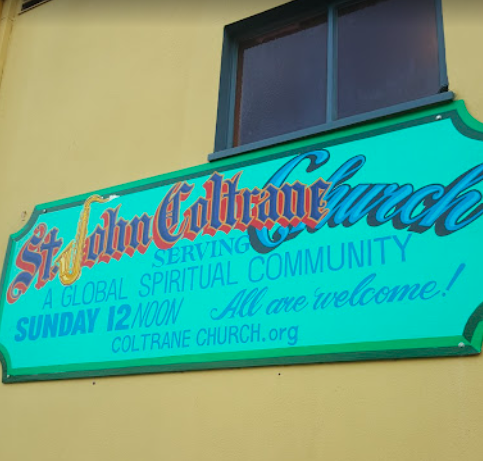 St. John Coltrane Church
SERVING
A GLOBAL SPIRITUAL COMMUNITY
SUNDAY 12 NOON All are welcome!
COLTRANE CHURCH.org